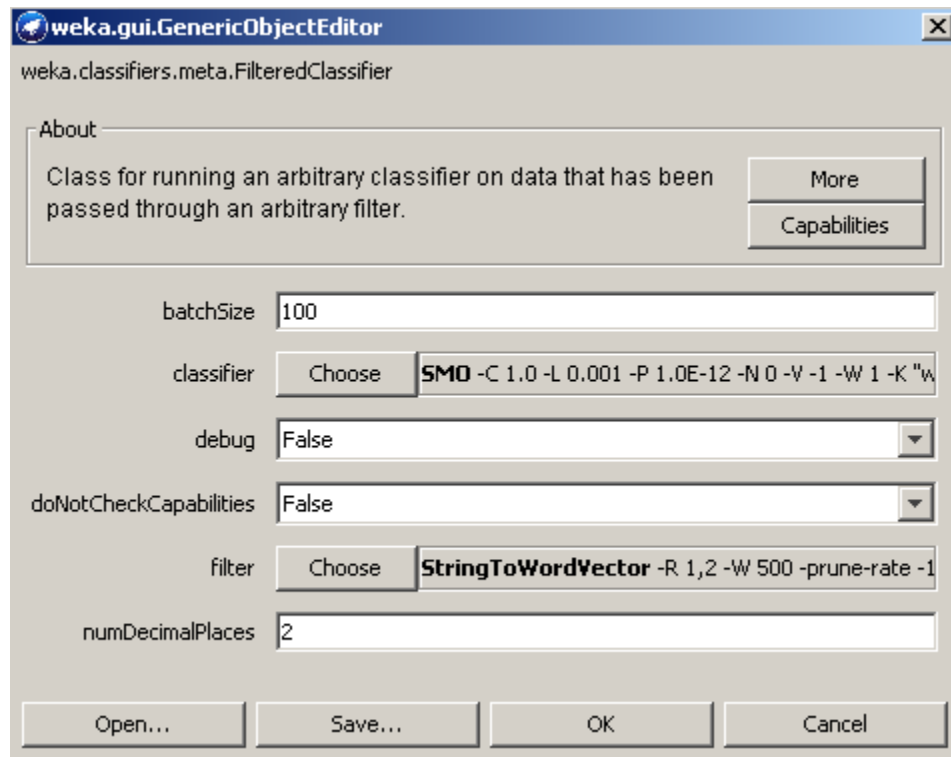 weka.gui.GenericObjectEditor
weka.classifiers.meta.FilteredClassifier
About
Class for running an arbitrary classifier on data that has been
passed through an arbitrary filter.
More
Capabilities
batchSize 100
classifier Choose SMO -C 1.0 -L 0.001 -P 1.0E-12 -N 0 -V -1 -W 1 -K "w
debug False
doNotCheckCapabilities False
filter Choose StringToWordVector -R 1,2 -W 500 -prune-rate -1
numDecimalPlaces 2
Open... Save... OK Cancel